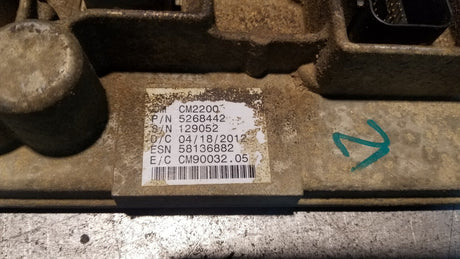 CM2200
P/N 5268442
S/N 129052
D/C 04/18/2012
ESN 58136882
E/C CM90032.05